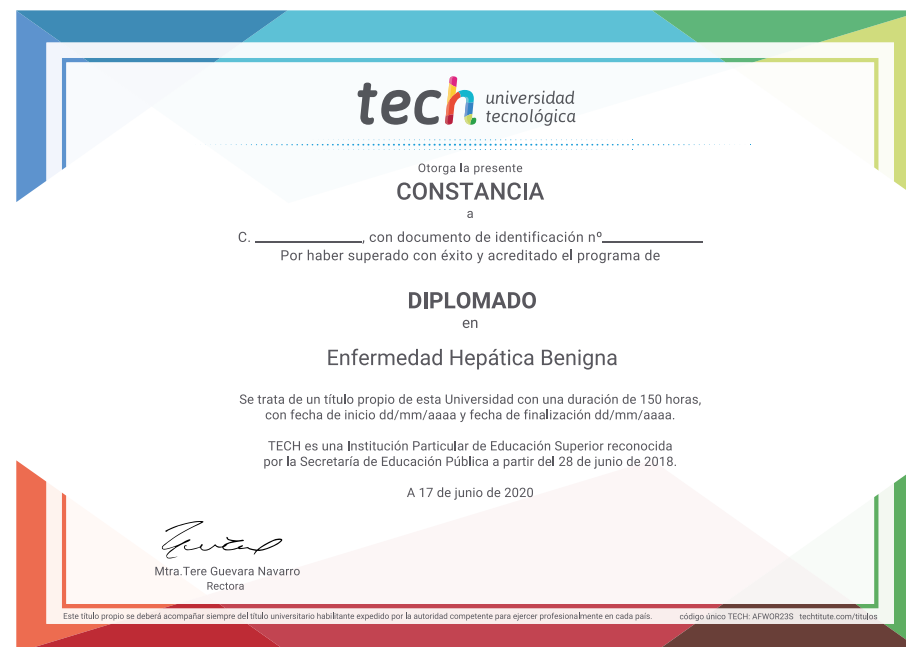 tech universidad
tecnológica
Otorga la presente
CONSTANCIA
a
C. ____________, con documento de identificación nº____________
Por haber superado con éxito y acreditado el programa de
DIPLOMADO
en
Enfermedad Hepática Benigna
Se trata de un título propio de esta Universidad con una duración de 150 horas,
con fecha de inicio dd/mm/aaaa y fecha de finalización dd/mm/aaaa.
TECH es una Institución Particular de Educación Superior reconocida
por la Secretaría de Educación Pública a partir del 28 de junio de 2018.
A 17 de junio de 2020
Mtra.Tere Guevara Navarro
Rectora
Este título propio se deberá acompañar siempre del título universitario habilitante expedido por la autoridad competente para ejercer profesionalmente en cada país. código único TECH: AFWOR23S techtitute.com/titulos